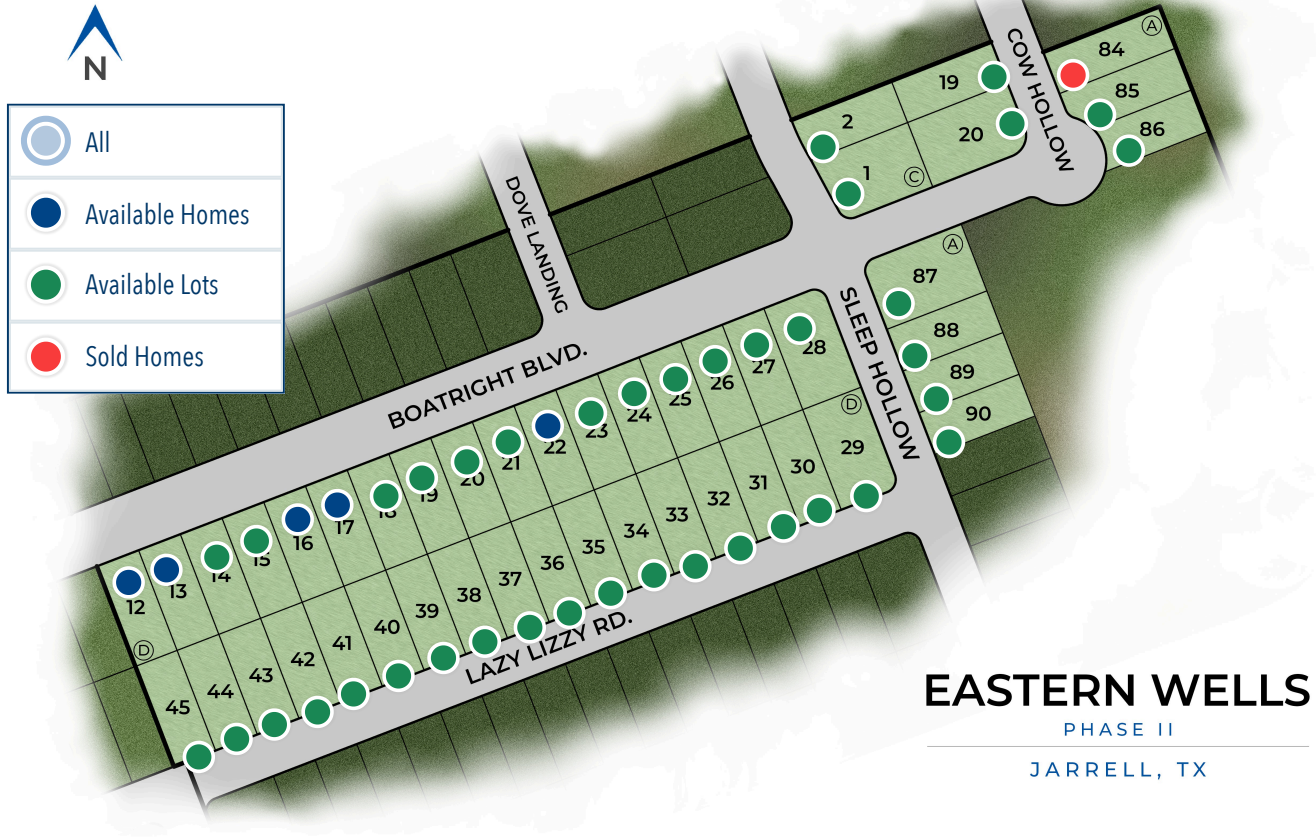 N
All
Available Homes
Available Lots
Sold Homes
COW HOLLOW
DOVE LANDING
BOATRIGHT BLVD.
SLEEP HOLLOW
LAZY LIZZY RD.
A
84
85
86
19
20
2
1
C
A
87
88
89
90
28
27
26
25
24
23
22
21
20
19
18
17
16
15
14
13
12
D
29
30
31
32
33
34
35
36
37
38
39
40
41
42
43
44
45
D
EASTERN WELLS
PHASE II
JARRELL, TX